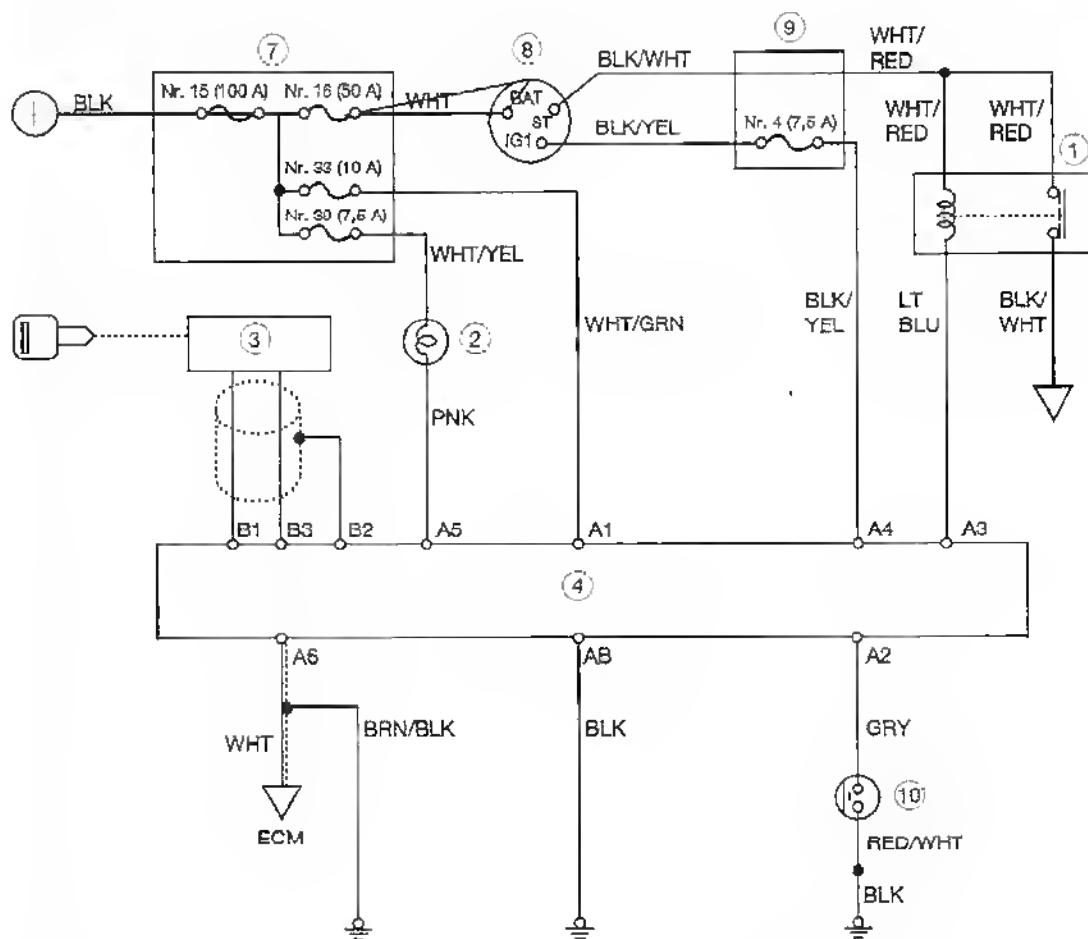 7
8
9
WHT/
RED
BLK/WHT
Nr. 15 (100 A)
Nr. 16 (50 A)
BLK
WHT
BAT
ST
IG1
BLK/YEL
Nr. 4 (7,5 A)
WHT/
RED
WHT/
RED
1
Nr. 33 (10 A)
Nr. 30 (7,5 A)
WHT/YEL
3
2
WHT/GRN
BLK/
YEL
LT
BLU
BLK/
WHT
PNK
B1
B3
B2
A5
A1
A4
A3
4
A6
A8
A2
WHT
BRN/BLK
BLK
GRY
ECM
10
RED/WHT
BLK